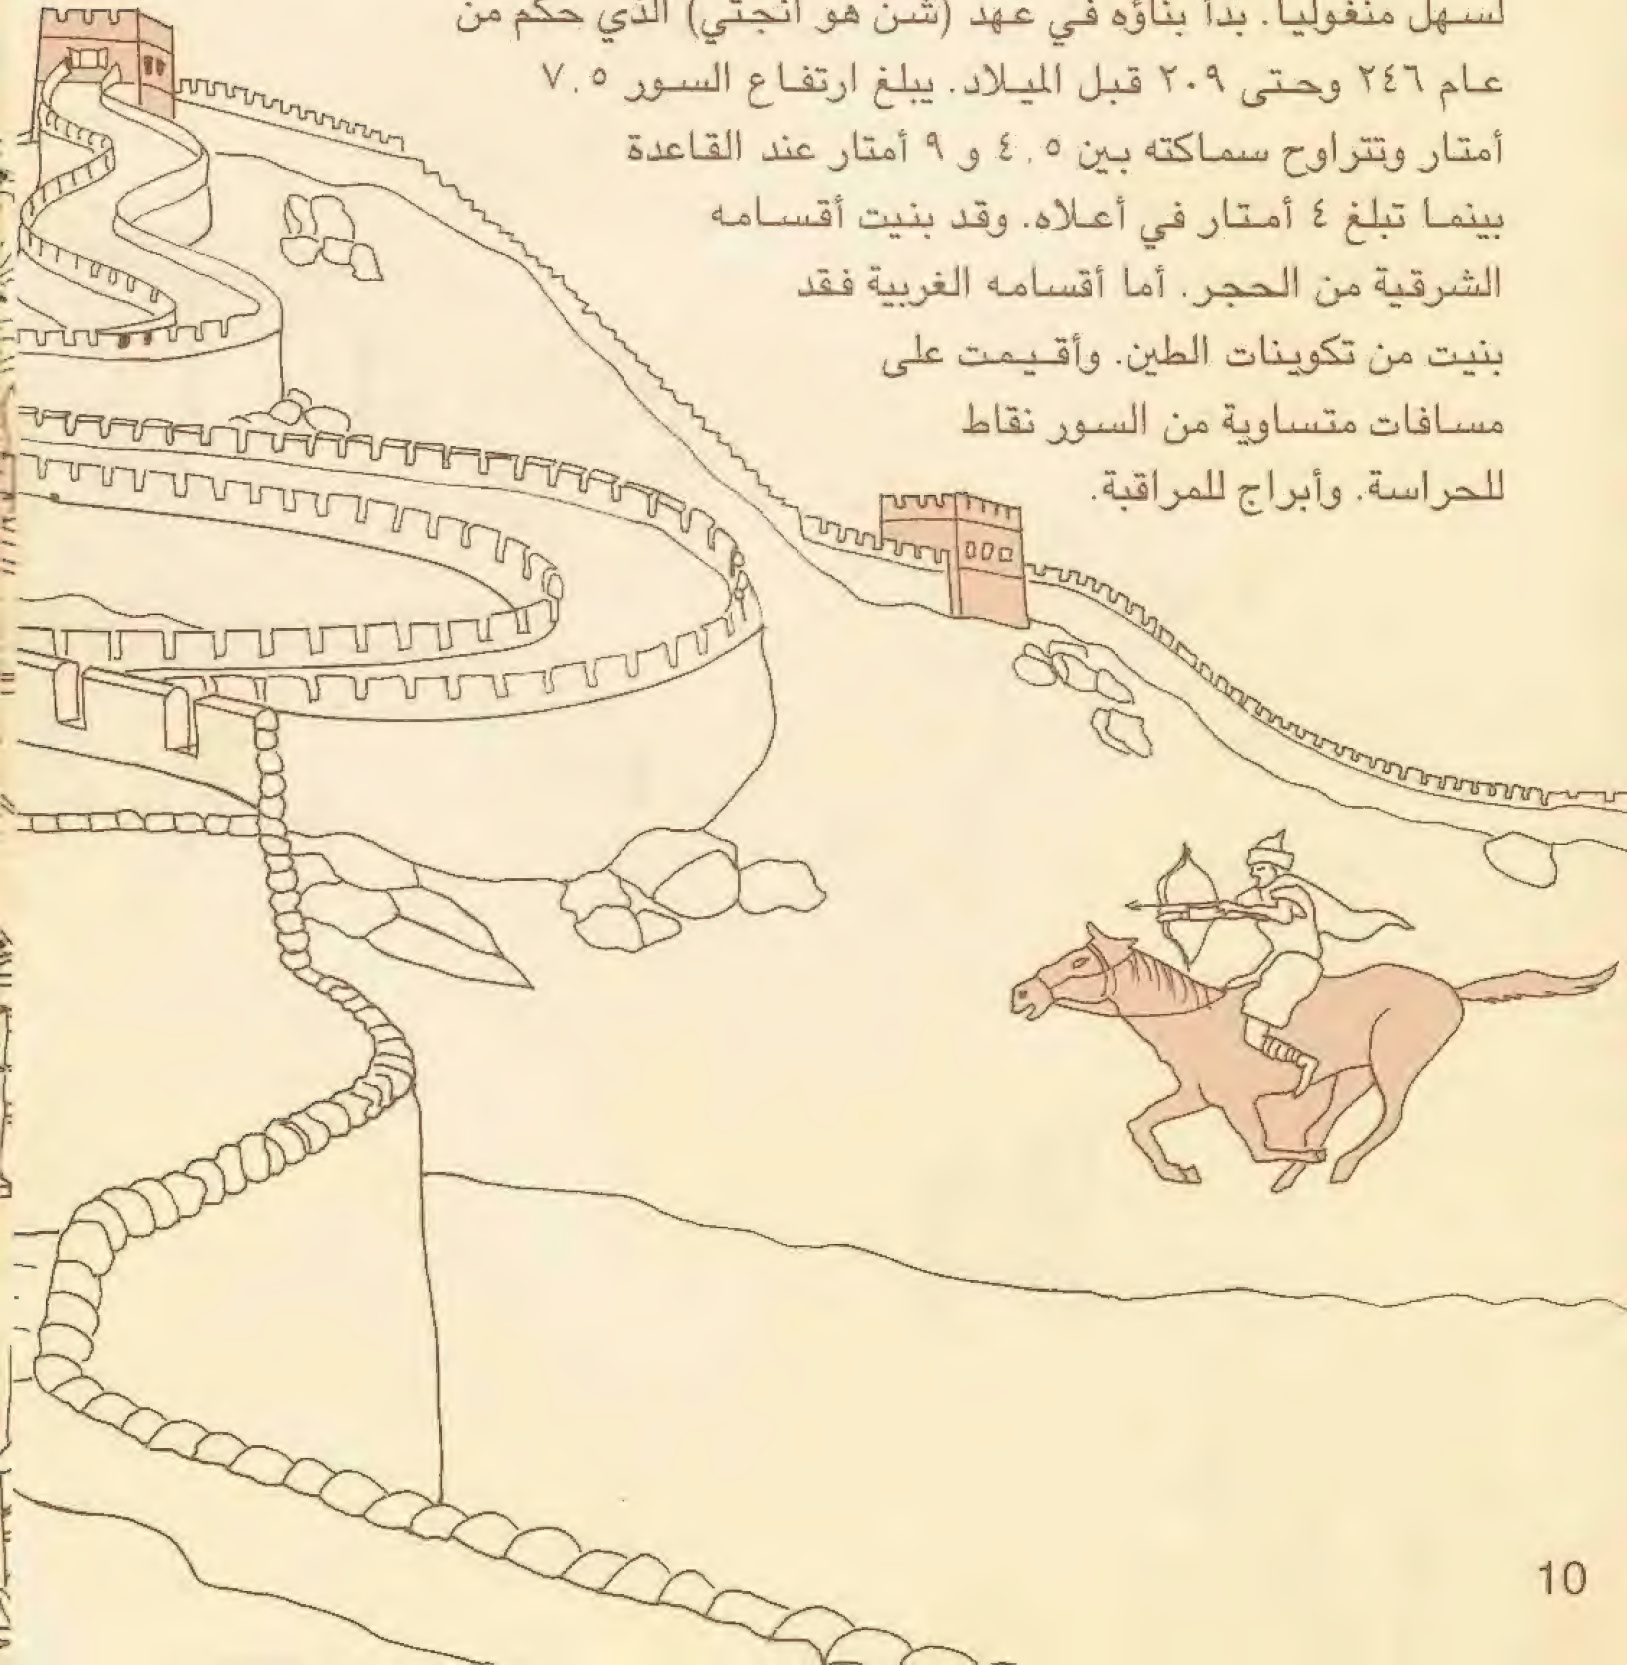 لسهل منغوليا. بدأ بناؤه في عهد (شن هو انجتي) الذي حكم من
عام ٢٤٦ وحتى ٢٠٩ قبل الميلاد. يبلغ ارتفاع السور ٧.٥
أمتار وتتراوح سماكته بين ٤.٥ و ٩ أمتار عند القاعدة
بينما تبلغ ٤ أمتار في أعلاه. وقد بنيت أقسامه
الشرقية من الحجر. أما أقسامه الغربية فقد
بنيت من تكوينات الطين. وأقيمت على
مسافات متساوية من السور نقاط
للحراسة. وأبراج للمراقبة.
10